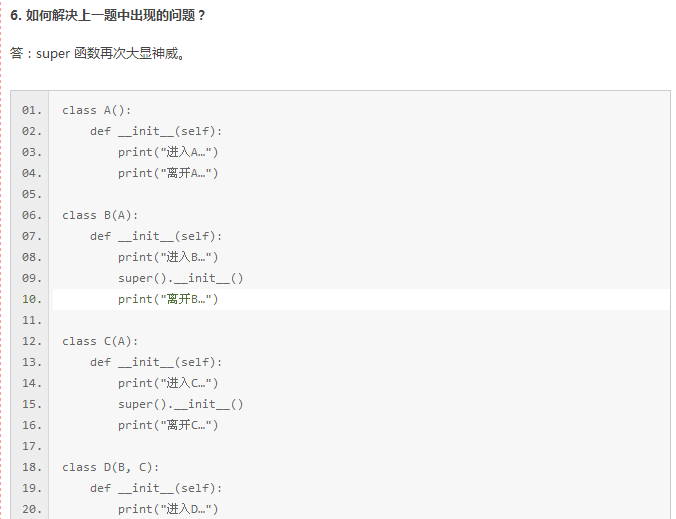 6. 如何解决上一题中出现的问题？
答：super 函数再次大显神威。
01. class A():
02.     def __init__(self):
03.         print("进入A…")
04.         print("离开A…")
05.
06. class B(A):
07.     def __init__(self):
08.         print("进入B…")
09.         super().__init__()
10.         print("离开B…")
11.
12. class C(A):
13.     def __init__(self):
14.         print("进入C…")
15.         super().__init__()
16.         print("离开C…")
17.
18. class D(B, C):
19.     def __init__(self):
20.         print("进入D…")